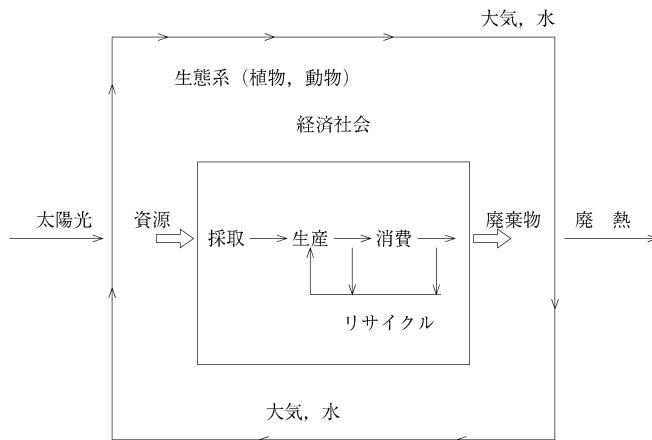 大気，水
生態系（植物，動物）
経済社会
太陽光
資源
廃棄物
廃　熱
採取
生産
消費
リサイクル
大気，水